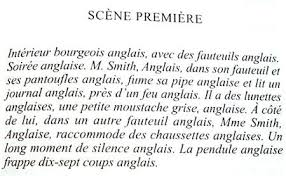 SCÈNE PREMIÈRE
Intérieur bourgeois anglais, avec des fauteuils anglais.
Soirée anglaise. M. Smith, Anglais, dans son fauteuil et
ses pantoufles anglais, fume sa pipe anglaise et lit un
journal anglais, près d'un feu anglais. Il a des lunettes
anglaises, une petite moustache grise, anglaise. À côté
de lui, dans un autre fauteuil anglais, Mme Smith,
Anglaise, raccommode des chaussettes anglaises. Un
long moment de silence anglais. La pendule anglaise
frappe dix-sept coups anglais.